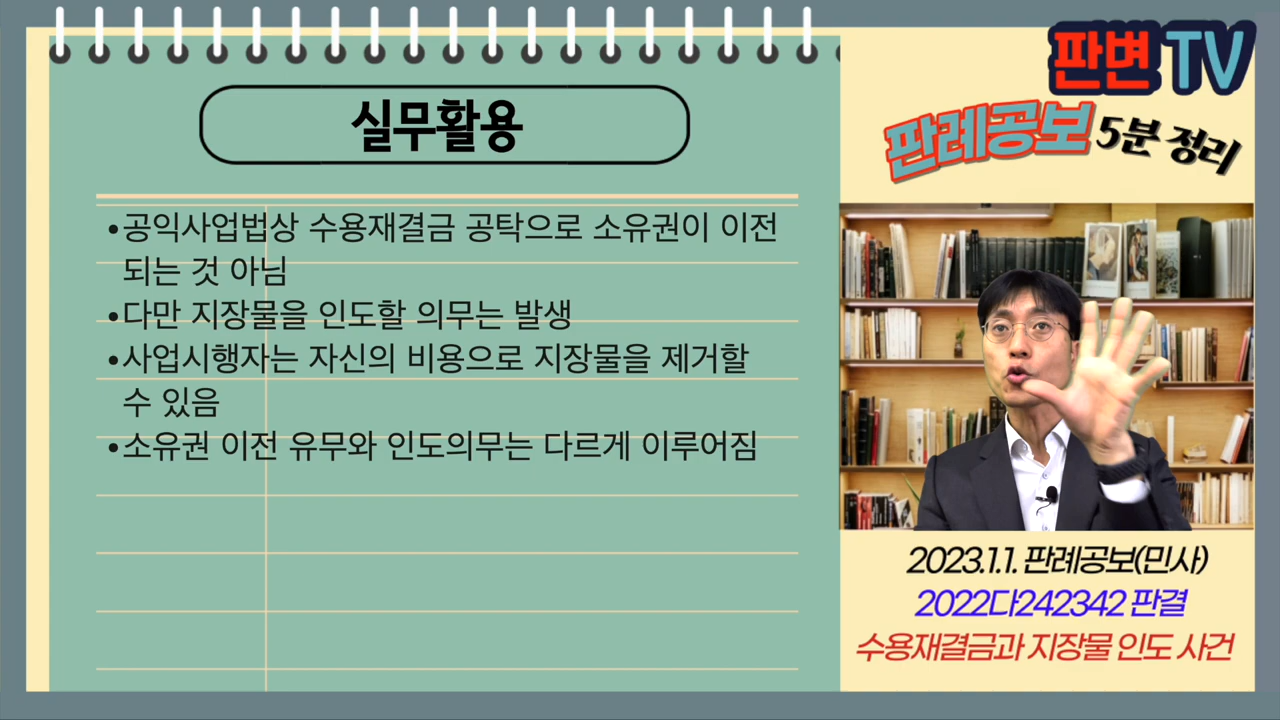 판변 TV
판례공보 5분 정리
실무활용
•공익사업법상 수용재결금 공탁으로 소유권이 이전
되는 것 아님
•다만 지장물을 인도할 의무는 발생
•사업시행자는 자신의 비용으로 지장물을 제거할
수 있음
•소유권 이전 유무와 인도의무는 다르게 이루어짐
2023.1.1. 판례공보(민사)
2022다242342 판결
수용재결금과 지장물 인도 사건